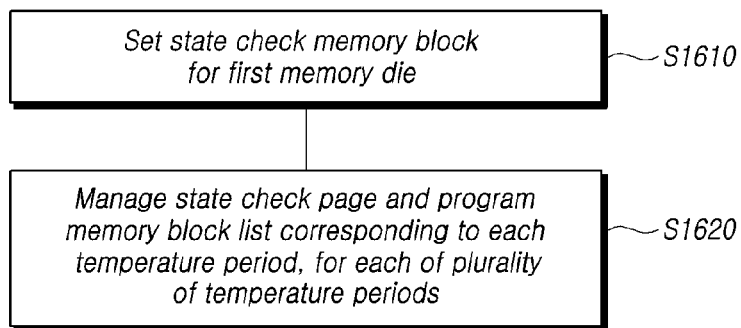 Set state check memory block
for first memory die
S1610
Manage state check page and program
memory block list corresponding to each
temperature period, for each of plurality
of temperature periods
S1620